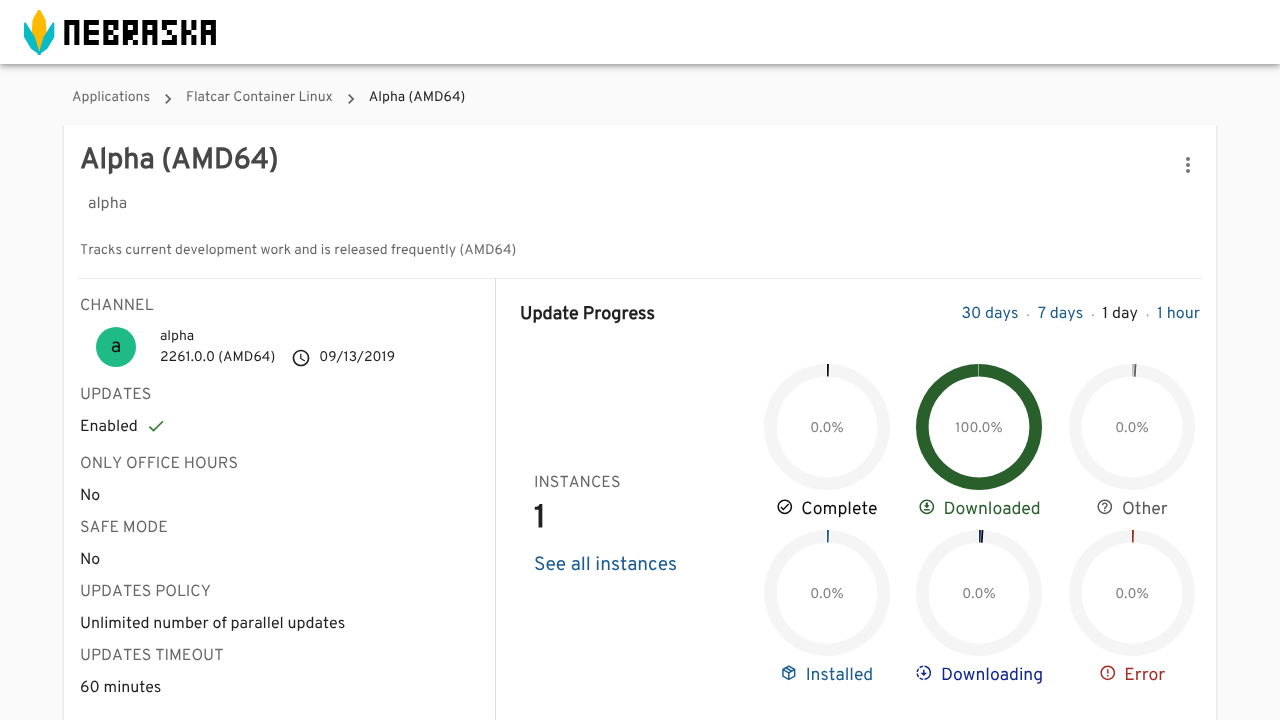 NEBRASKA
Applications > Flatcar Container Linux > Alpha (AMD64)
Alpha (AMD64)
alpha
Tracks current development work and is released frequently (AMD64)
CHANNEL
a
alpha
2261.0.0 (AMD64) 09/13/2019
UPDATES
Enabled
ONLY OFFICE HOURS
No
SAFE MODE
No
UPDATES POLICY
Unlimited number of parallel updates
UPDATES TIMEOUT
60 minutes
Update Progress
30 days . 7 days . 1 day . 1 hour
INSTANCES
1
See all instances
0.0% 100.0% 0.0%
Complete Downloaded Other
0.0% 0.0% 0.0%
Installed Downloading Error